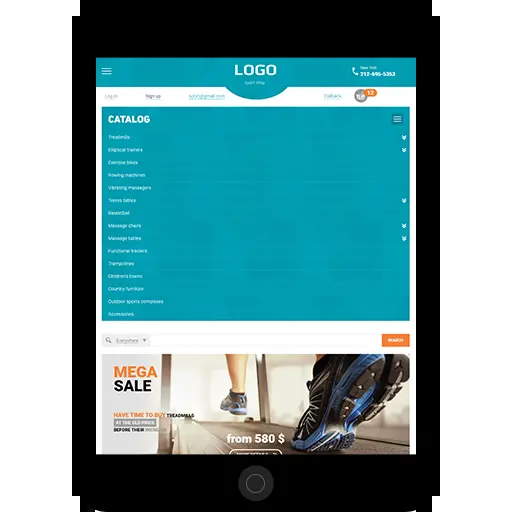 LOGO
sport shop
New York
212-695-5353
Log in
Sign up
sport@gmail.com
Callback
12
CATALOG
Treadmills
Elliptical trainers
Exercise bikes
Rowing machines
Vibrating massagers
Tennis tables
Basketball
Massage chairs
Massage tables
Functional trainers
Trampolines
Children's towns
Country furniture
Outdoor sports complexes
Accessories
Everywhere
SEARCH
MEGA
SALE
HAVE TIME TO BUY TREADMILLS
AT THE OLD PRICE
BEFORE THEIR INCREASE
from 580 $